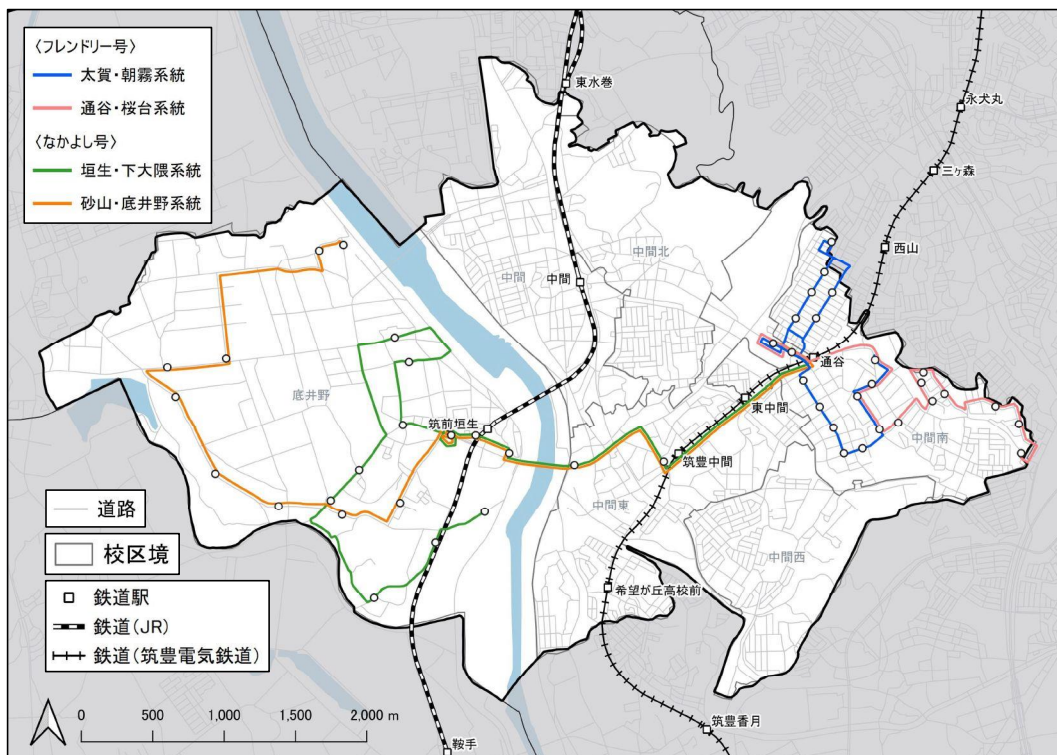 〈フレンドリー号〉
太賀・朝霧系統
通谷・桜台系統
〈なかよし号〉
垣生・下大隈系統
砂山・底井野系統
東水巻
永犬丸
三ヶ森
西山
中間北
中間
中間
通谷
底井野
東中間
筑前垣生
中間南
筑豊中間
中間東
中間西
希望が丘高校前
筑豊香月
鞍手
道路
校区境
鉄道駅
鉄道(JR)
鉄道(筑豊電気鉄道)
0 500 1,000 1,500 2,000 m